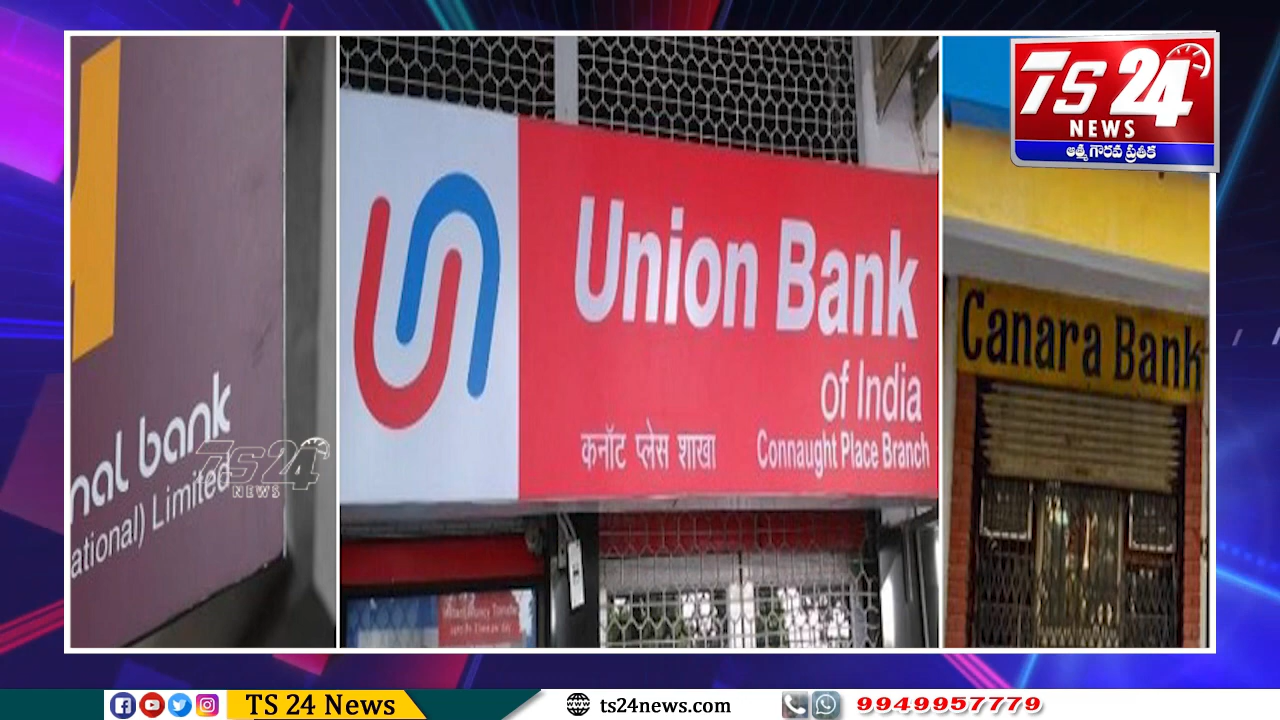 TS 24
NEWS
ఆత్మ గౌరవ ప్రతీక
nal bank
ational) Limited
TS 24
NEWS
Union Bank
of India
कनॉट प्लेस शाखा
Connaught Place Branch
Canara Bank
TS 24 News
ts24news.com
9949957779